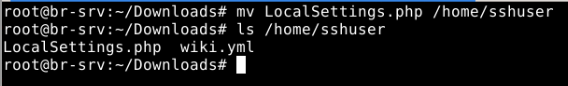 root@br-srv:~/Downloads# mv LocalSettings.php /home/sshuser
root@br-srv:~/Downloads# ls /home/sshuser
LocalSettings.php  wiki.yml
root@br-srv:~/Downloads#